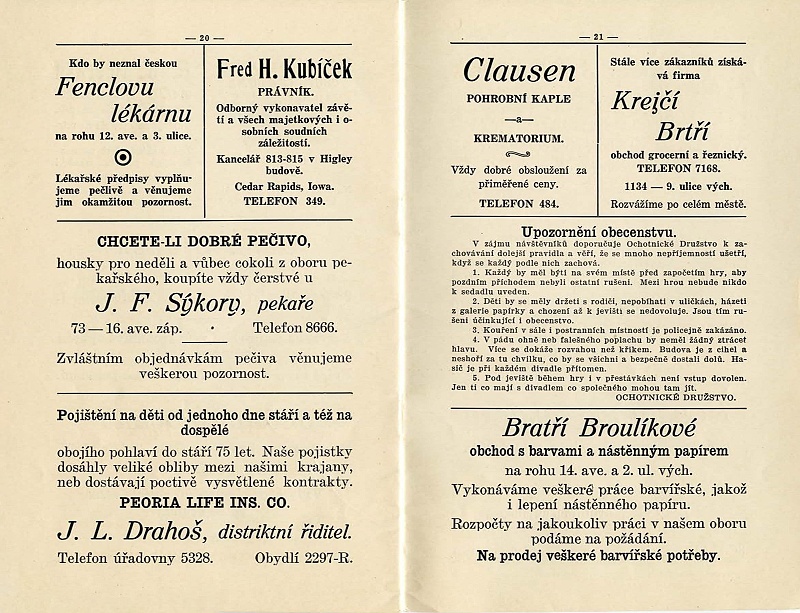 — 20 —
Kdo by neznal českou
Fenclovu
lékárnu
na rohu 12. ave. a 3. ulice.
Lékařské předpisy vyplňu-
jeme pečlivě a věnujeme
jim okamžitou pozornost.
Fred H. Kubíček
PRÁVNÍK.
Odborný vykonavatel závě-
tí a všech majetkových i o-
sobních soudních
záležitostí.
Kancelář 813-815 v Higley
budově.
Cedar Rapids, Iowa.
TELEFON 349.
CHCETE-LI DOBRÉ PEČIVO,
housky pro neděli a vůbec cokoli z oboru pe-
kařského, koupíte vždy čerstvé u
J. F. Sýkory, pekaře
73 — 16. ave. záp. · Telefon 8666.
Zvláštním objednávkám pečiva věnujeme
veškerou pozornost.
Pojištění na děti od jednoho dne stáří a též na
dospělé
obojího pohlaví do stáří 75 let. Naše pojistky
dosáhly veliké obliby mezi našimi krajany,
neb dostávají poctivě vysvětlené kontrakty.
PEORIA LIFE INS. CO.
J. L. Drahoš, distriktní řiditel.
Telefon úřadovny 5328. Obydlí 2297-R.
— 21 —
Clausen
POHROBNÍ KAPLE
—a—
KREMATORIUM.
Vždy dobré obsloužení za
přiměřené ceny.
TELEFON 484.
Stále více zákazníků získá-
vá firma
Krejčí
Brtří
obchod grocerní a řeznický.
TELEFON 7168.
1134 — 9. ulice vých.
Rozvážíme po celém městě.
Upozornění obecenstvu.
V zájmu návštěvníků doporučuje Ochotnické Družstvo k za-
chovávání dolejší pravidla a věří, že se mnoho nepříjemností ušetří,
když se každý podle nich zachová.
1. Každý by měl býti na svém místě před započetím hry, aby
pozdním příchodem nebyli ostatní rušeni. Mezi hrou nebude nikdo
k sedadlu uveden.
2. Děti by se měly držeti s rodiči, nepobíhati v uličkách, házeti
z galerie papírky a chození až k jevišti se nedovoluje. Jsou tím ru-
šeni účinkující i obecenstvo.
3. Kouření v sále i postranních místností je policejně zakázáno.
4. V pádu ohně neb falešného poplachu by neměl žádný ztrácet
hlavu. Více se dokáže rozvahou než křikem. Budova je z cihel a
neshoří za tu chvilku, co by se všichni a bezpečně dostali dolů. Ha-
sič je při každém divadle přítomen.
5. Pod jeviště během hry i v přestávkách není vstup dovolen.
Jen ti co mají s divadlem co společného mohou tam jít.
OCHOTNICKÉ DRUŽSTVO.
Bratří Broulíkové
obchod s barvami a nástěnným papírem
na rohu 14. ave. a 2. ul. vých.
Vykonáváme veškeré práce barvířské, jakož
i lepení nástěnného papíru.
Rozpočty na jakoukoliv práci v našem oboru
podáme na požádání.
Na prodej veškeré barvířské potřeby.